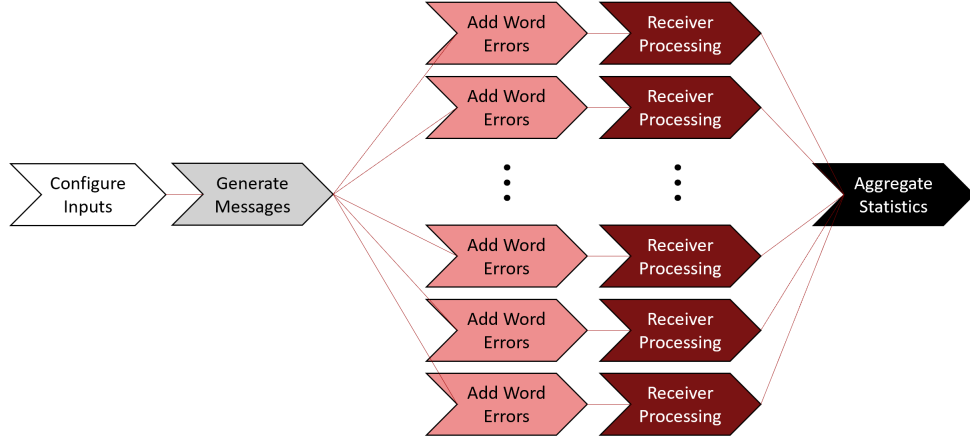 Configure
Inputs
Generate
Messages
Add Word
Errors
Receiver
Processing
Add Word
Errors
Receiver
Processing
Add Word
Errors
Receiver
Processing
Add Word
Errors
Receiver
Processing
Add Word
Errors
Receiver
Processing
Aggregate
Statistics